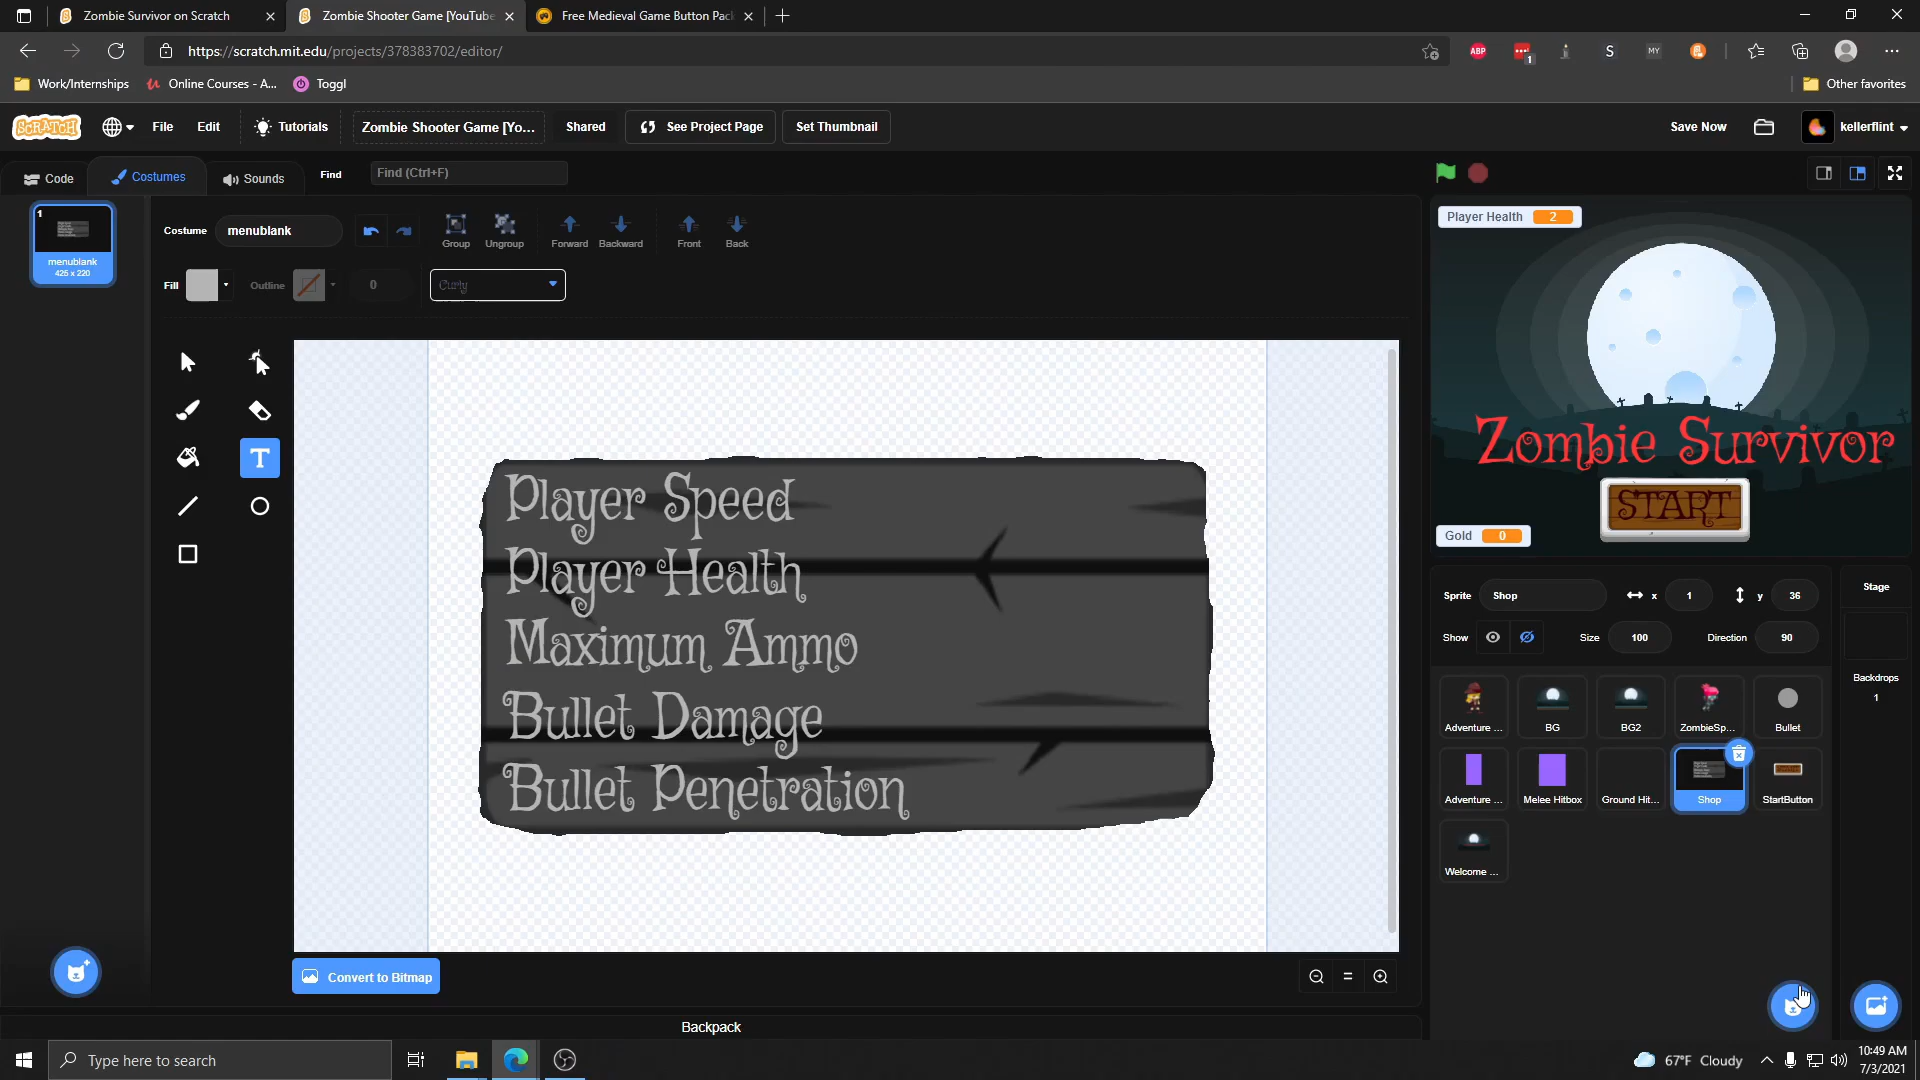 Zombie Survivor on Scratch
Zombie Shooter Game [YouTube
Free Medieval Game Button Pack
https://scratch.mit.edu/projects/378383702/editor/
ABP
1
S
MY
Work/Internships
Online Courses - A...
Toggl
Other favorites
SCRATCH
File
Edit
Tutorials
Zombie Shooter Game [Yo...
Shared
See Project Page
Set Thumbnail
Save Now
kellerflint
Code
Costumes
Sounds
Find
Find (Ctrl+F)
1
menublank
425 x 220
Costume
menublank
Group
Ungroup
Forward
Backward
Front
Back
Fill
Outline
0
Curly
T
Player Speed
Player Health
Maximum Ammo
Bullet Damage
Bullet Penetration
Convert to Bitmap
Backpack
Player Health 2
Zombie Survivor
START
Gold 0
Sprite
Shop
x
1
y
36
Show
Size
100
Direction
90
Stage
Backdrops
1
Adventure ...
BG
BG2
ZombieSp...
Bullet
Adventure ...
Melee Hitbox
Ground Hit...
Shop
StartButton
Welcome ...
Type here to search
67°F Cloudy
10:49 AM
7/3/2021